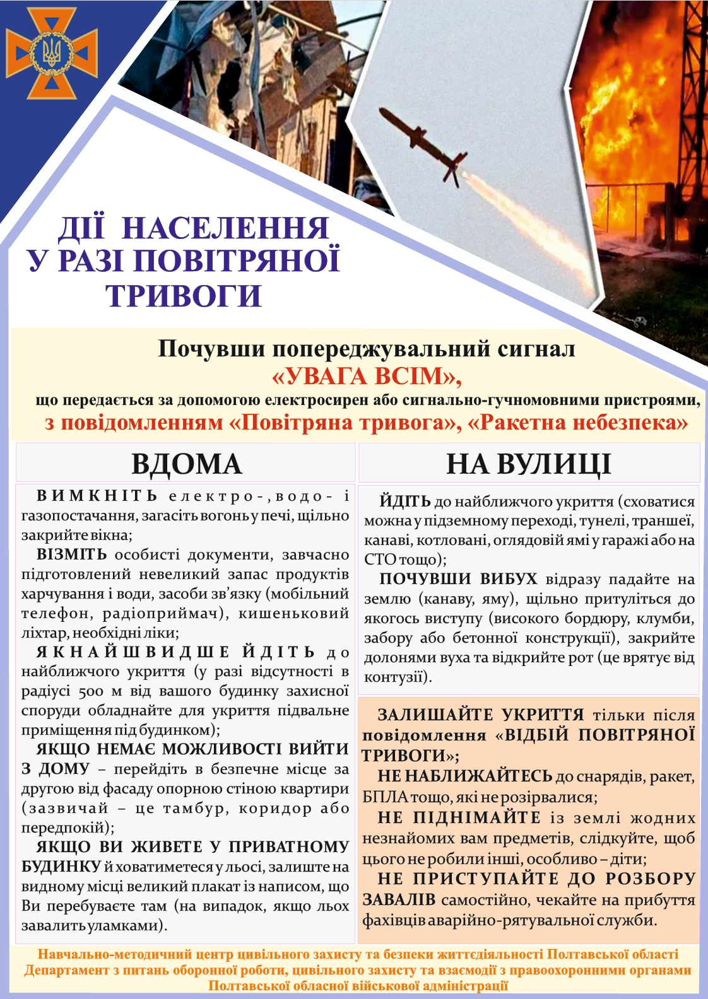 ДІЇ НАСЕЛЕННЯ
У РАЗІ ПОВІТРЯНОЇ
ТРИВОГИ
Почувши попереджувальний сигнал
«УВАГА ВСІМ»,
що передається за допомогою електросирен або сигнально-гучномовними пристроями,
з повідомленням «Повітряна тривога», «Ракетна небезпека»
ВДОМА
ВИМКНІТЬ електро-,водо- і
газопостачання, загасіть вогонь у печі, щільно
закрийте вікна;
ВІЗМІТЬ особисті документи, завчасно
підготовлений невеликий запас продуктів
харчування і води, засоби зв’язку (мобільний
телефон, радіоприймач), кишеньковий
ліхтар, необхідні ліки;
ЯКНАЙШВИДШЕ ЙДІТЬ до
найближчого укриття (у разі відсутності в
радіусі 500 м від вашого будинку захисної
споруди обладнайте для укриття підвальне
приміщення під будинком);
ЯКЩО НЕМАЄ МОЖЛИВОСТІ ВИЙТИ
З ДОМУ – перейдіть в безпечне місце за
другою від фасаду опорною стіною квартири
(зазвичай – це тамбур, коридор або
передпокій);
ЯКЩО ВИ ЖИВЕТЕ У ПРИВАТНОМУ
БУДИНКУ й ховатиметеся у льосі, залиште на
видному місці великий плакат із написом, що
Ви перебуваєте там (на випадок, якщо льох
завалить уламками).
НА ВУЛИЦІ
ЙДІТЬ до найближчого укриття (сховатися
можна у підземному переході, тунелі, траншеї,
канаві, котловані, оглядовій ямі у гаражі або на
СТО тощо);
ПОЧУВШИ ВИБУХ відразу падайте на
землю (канаву, яму), щільно притуліться до
якогось виступу (високого бордюру, клумби,
забору або бетонної конструкції), закрийте
долонями вуха та відкрийте рот (це врятує від
контузії).
ЗАЛИШАЙТЕ УКРИТТЯ тільки після
повідомлення «ВІДБІЙ ПОВІТРЯНОЇ
ТРИВОГИ»;
НЕ НАБЛИЖАЙТЕСЬ до снарядів, ракет,
БПЛА тощо, які не розірвалися;
НЕ ПІДНІМАЙТЕ із землі жодних
незнайомих вам предметів, слідкуйте, щоб
цього не робили інші, особливо – діти;
НЕ ПРИСТУПАЙТЕ ДО РОЗБОРУ
ЗАВАЛІВ самостійно, чекайте на прибуття
фахівців аварійно-рятувальної служби.
Навчально-методичний центр цивільного захисту та безпеки життєдіяльності Полтавської області
Департамент з питань оборонної роботи, цивільного захисту та взаємодії з правоохоронними органами
Полтавської обласної військової адміністрації